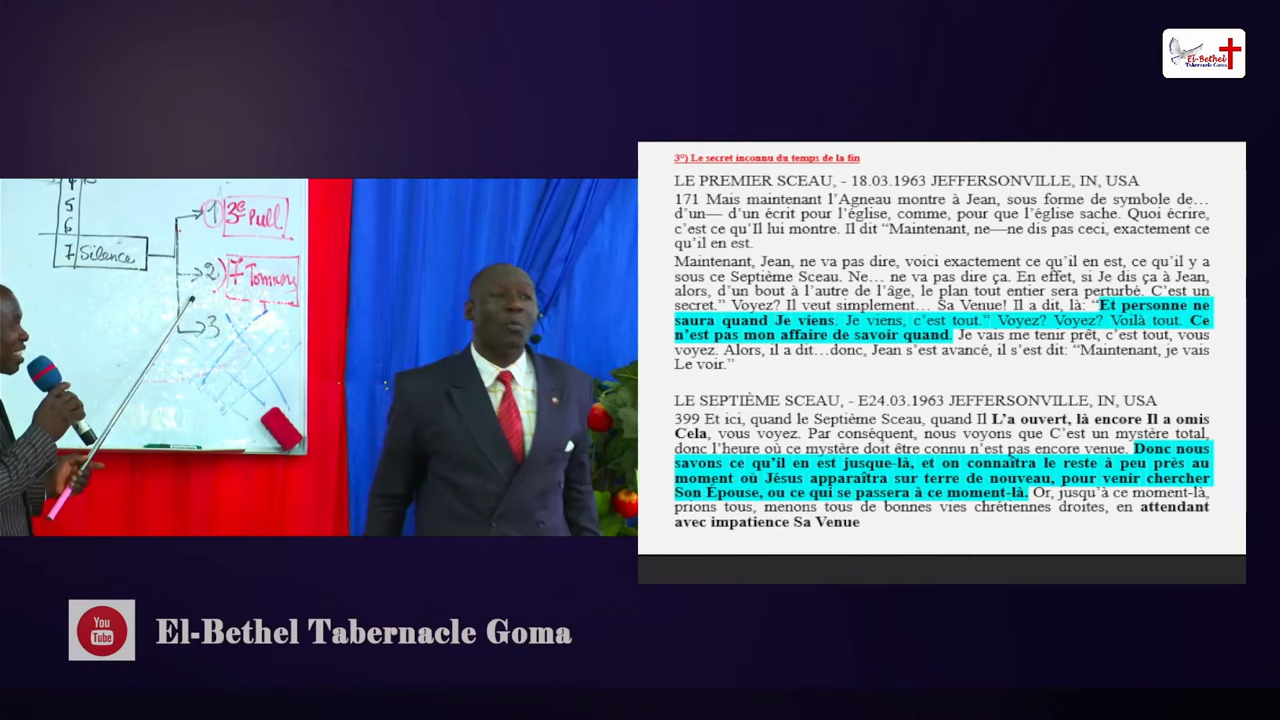 El-Bethel
Tabernacle Goma
4
5
6
7 Silence
1) 3e Pull
2) 7 Tonnerr
3
3°) Le secret inconnu du temps de la fin
LE PREMIER SCEAU, - 18.03.1963 JEFFERSONVILLE, IN, USA
171 Mais maintenant l’Agneau montre à Jean, sous forme de symbole de…
d’un— d’un écrit pour l’église, comme, pour que l’église sache. Quoi écrire,
c’est ce qu’Il lui montre. Il dit “Maintenant, ne—ne dis pas ceci, exactement ce
qu’il en est.
Maintenant, Jean, ne va pas dire, voici exactement ce qu’il en est, ce qu’il y a
sous ce Septième Sceau. Ne… ne va pas dire ça. En effet, si Je dis ça à Jean,
alors, d’un bout à l’autre de l’âge, le plan tout entier sera perturbé. C’est un
secret.” Voyez? Il veut simplement… Sa Venue! Il a dit, là: “Et personne ne
saura quand Je viens. Je viens, c’est tout.” Voyez? Voyez? Voilà tout. Ce
n’est pas mon affaire de savoir quand. Je vais me tenir prêt, c’est tout, vous
voyez. Alors, il a dit…donc, Jean s’est avancé, il s’est dit: “Maintenant, je vais
Le voir.”
LE SEPTIÈME SCEAU, - E24.03.1963 JEFFERSONVILLE, IN, USA
399 Et ici, quand le Septième Sceau, quand Il L’a ouvert, là encore Il a omis
Cela, vous voyez. Par conséquent, nous voyons que C’est un mystère total,
donc l’heure où ce mystère doit être connu n’est pas encore venue. Donc nous
savons ce qu’il en est jusque-là, et on connaîtra le reste à peu près au
moment où Jésus apparaîtra sur terre de nouveau, pour venir chercher
Son Épouse, ou ce qui se passera à ce moment-là. Or, jusqu’à ce moment-là,
prions tous, menons tous de bonnes vies chrétiennes droites, en attendant
avec impatience Sa Venue
You
Tube
El-Bethel Tabernacle Goma